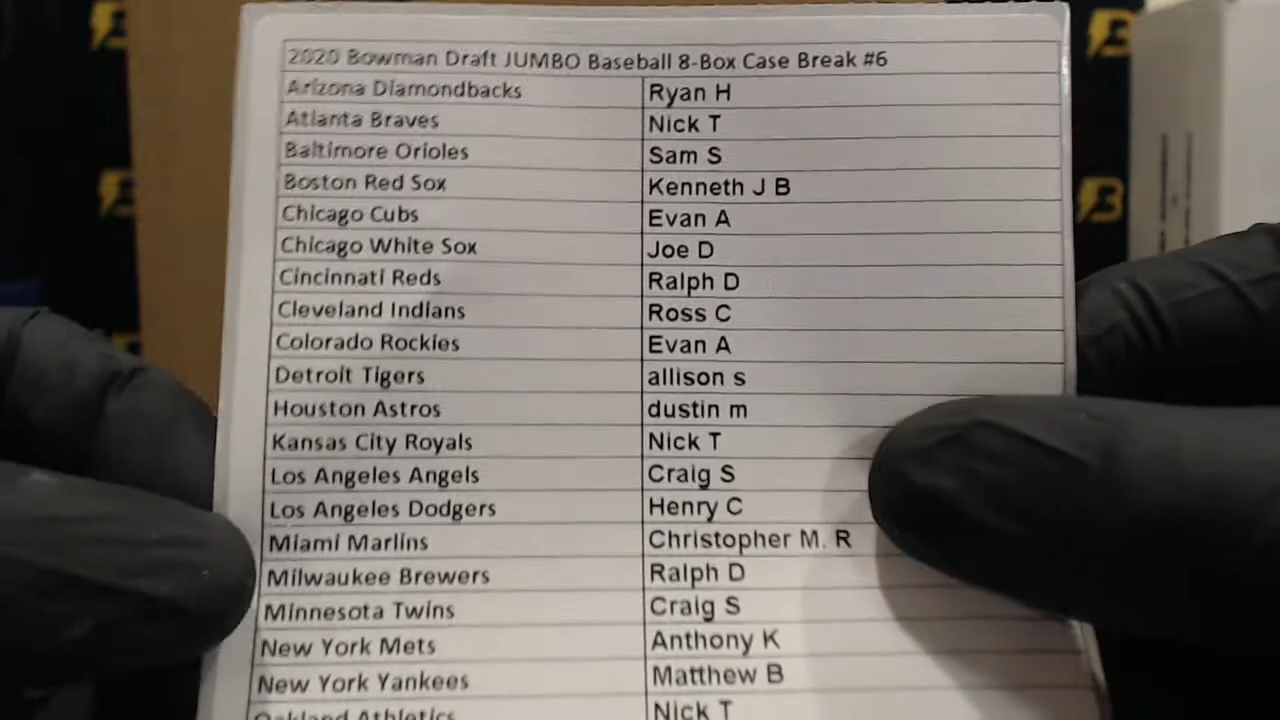 2020 Bowman Draft JUMBO Baseball 8-Box Case Break #6
Arizona Diamondbacks Ryan H
Atlanta Braves Nick T
Baltimore Orioles Sam S
Boston Red Sox Kenneth J B
Chicago Cubs Evan A
Chicago White Sox Joe D
Cincinnati Reds Ralph D
Cleveland Indians Ross C
Colorado Rockies Evan A
Detroit Tigers allison s
Houston Astros dustin m
Kansas City Royals Nick T
Los Angeles Angels Craig S
Los Angeles Dodgers Henry C
Miami Marlins Christopher M. R
Milwaukee Brewers Ralph D
Minnesota Twins Craig S
New York Mets Anthony K
New York Yankees Matthew B
Oakland Athletics Nick T